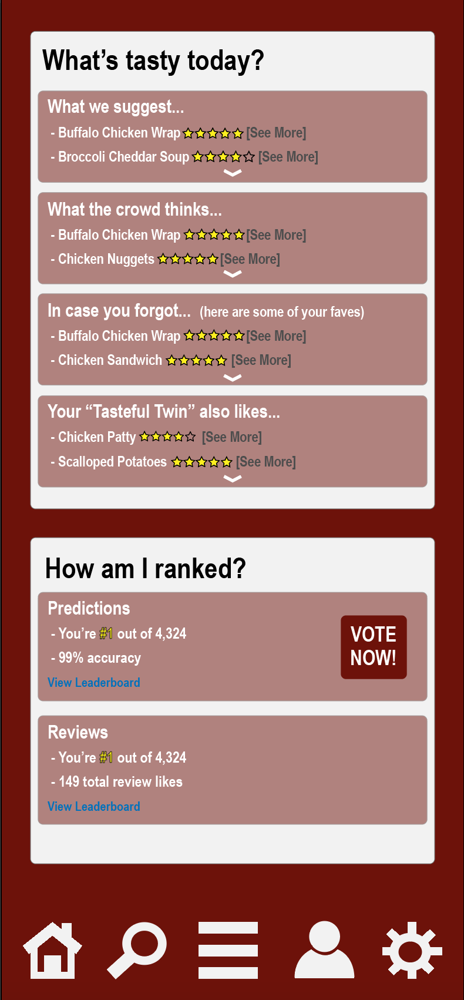 What’s tasty today?
What we suggest...
- Buffalo Chicken Wrap [See More]
- Broccoli Cheddar Soup [See More]
What the crowd thinks...
- Buffalo Chicken Wrap [See More]
- Chicken Nuggets [See More]
In case you forgot... (here are some of your faves)
- Buffalo Chicken Wrap [See More]
- Chicken Sandwich [See More]
Your “Tasteful Twin” also likes...
- Chicken Patty [See More]
- Scalloped Potatoes [See More]
How am I ranked?
Predictions
- You’re #1 out of 4,324
- 99% accuracy
View Leaderboard
VOTE
NOW!
Reviews
- You’re #1 out of 4,324
- 149 total review likes
View Leaderboard